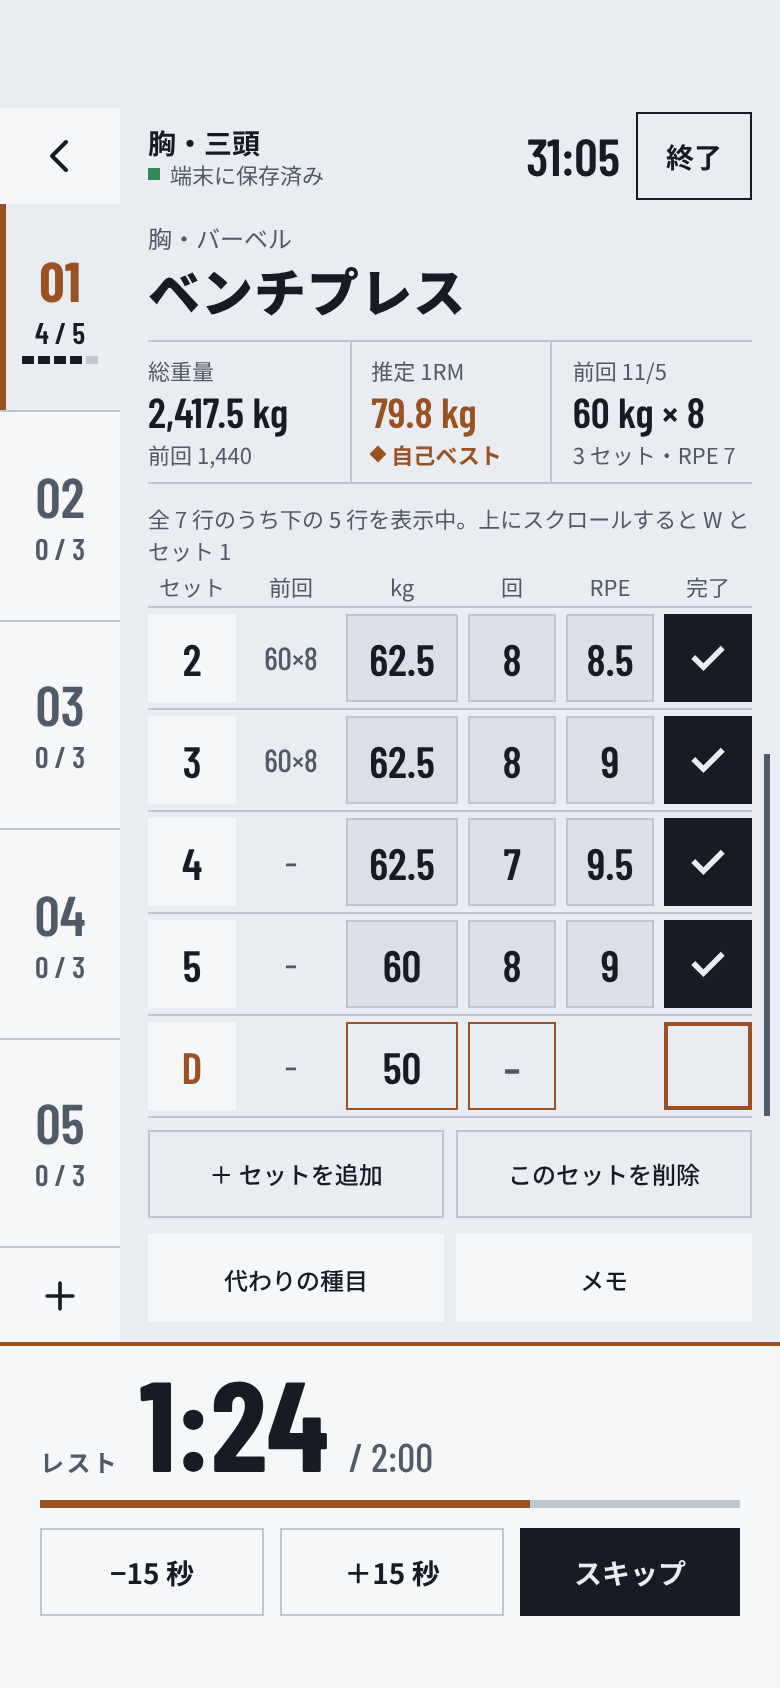 胸・三頭
端末に保存済み
31:05
終了
01
4 / 5
02
0 / 3
03
0 / 3
04
0 / 3
05
0 / 3
+
胸・バーベル
ベンチプレス
総重量
2,417.5 kg
前回 1,440
推定 1RM
79.8 kg
自己ベスト
前回 11/5
60 kg × 8
3 セット・RPE 7
全 7 行のうち下の 5 行を表示中。上にスクロールすると W と
セット 1
セット 前回 kg 回 RPE 完了
2 60×8 62.5 8 8.5
3 60×8 62.5 8 9
4 - 62.5 7 9.5
5 - 60 8 9
D - 50 -
+ セットを追加
このセットを削除
代わりの種目
メモ
レスト 1:24 / 2:00
−15 秒
+15 秒
スキップ